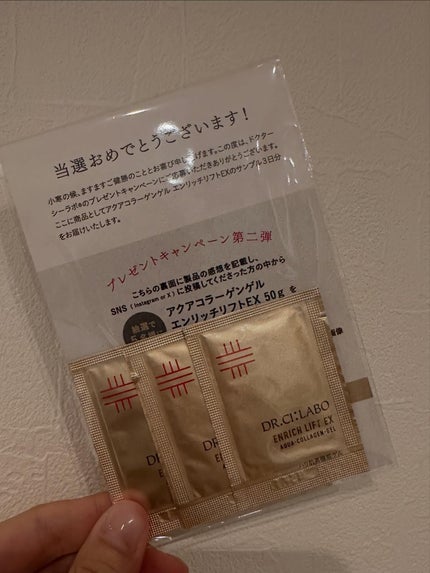 当選おめでとうございます!
小寒の候、ますますご健勝のこととお喜び申し上げます。この度は、ドクター
シーラボ®のプレゼントキャンペーンにご応募いただきありがとうございます。
ここに商品としてアクアコラーゲンゲル エンリッチリフトEXのサンプル3日分
をお届けいたします。
プレゼントキャンペーン第二弾
こちらの裏面に製品の感想を記載し、
SNS ( Instagram or X ) に投稿してくださった方の中から
抽選で
アクアコラーゲンゲル
エンリッチリフトEX 50g を
DR
E
DR.
EN
DR.CI:LABO
ENRICH LIFT EX
AQUA-COLLAGEN-GEL